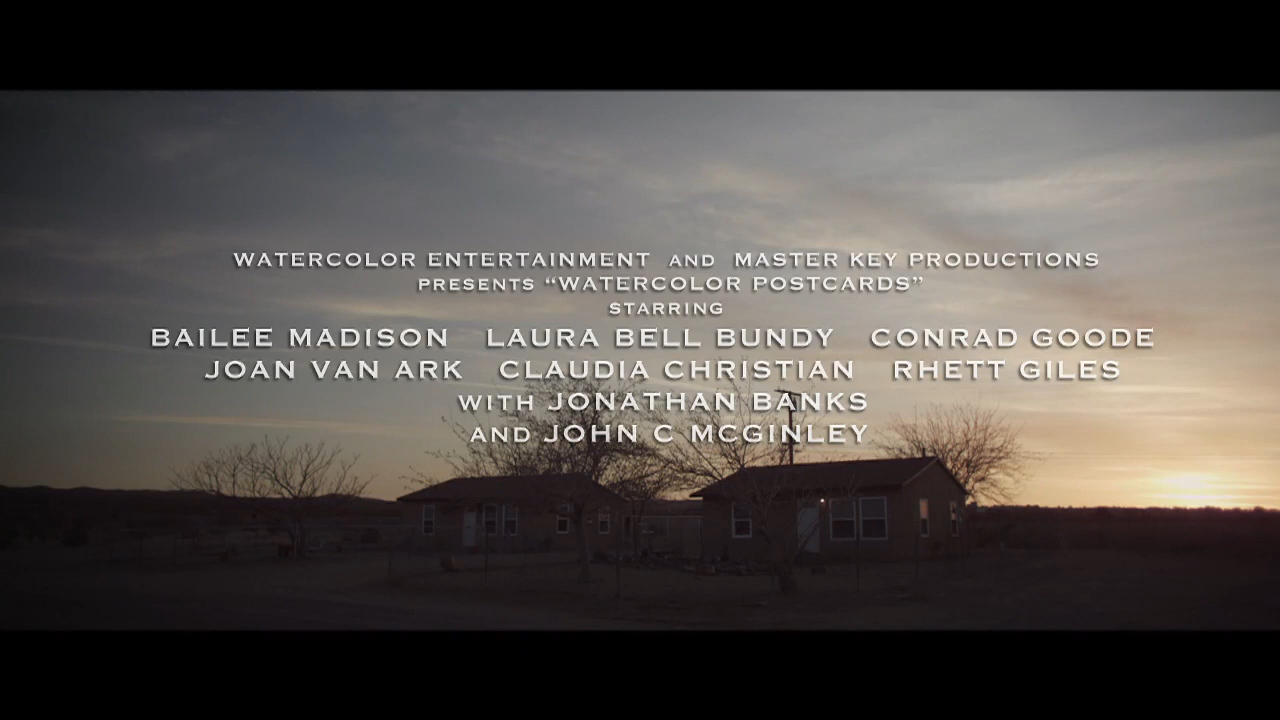 WATERCOLOR ENTERTAINMENT AND MASTER KEY PRODUCTIONS
PRESENTS “WATERCOLOR POSTCARDS”
STARRING
BAILEE MADISON LAURA BELL BUNDY CONRAD GOODE
JOAN VAN ARK CLAUDIA CHRISTIAN RHETT GILES
WITH JONATHAN BANKS
AND JOHN C MCGINLEY